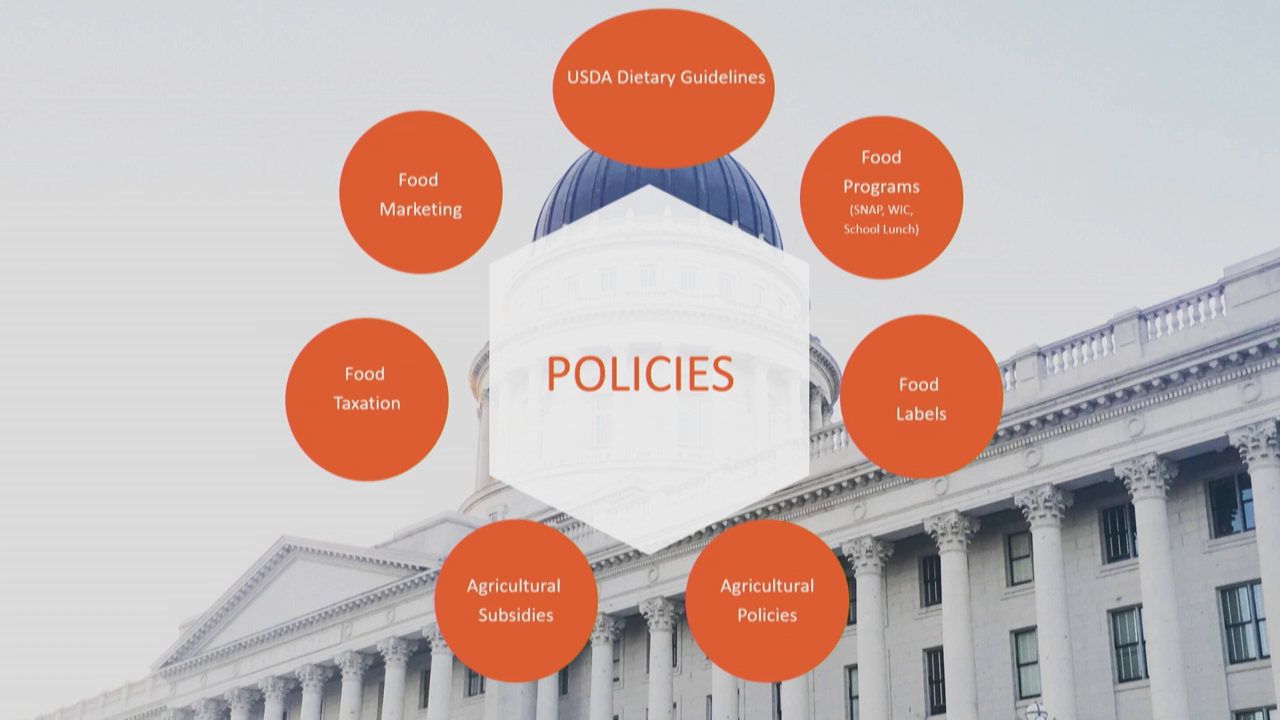 USDA Dietary Guidelines
Food
Marketing
Food
Programs
(SNAP, WIC,
School Lunch)
Food
Taxation
POLICIES
Food
Labels
Agricultural
Subsidies
Agricultural
Policies